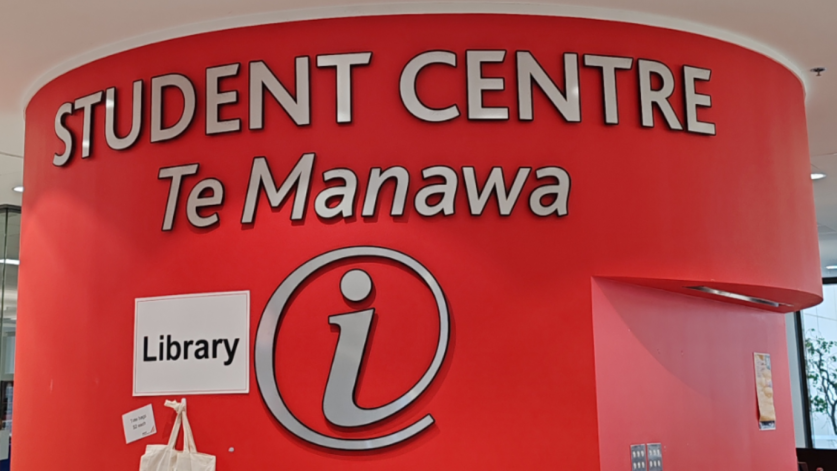 STUDENT CENTRE
Te Manawa
i
Library